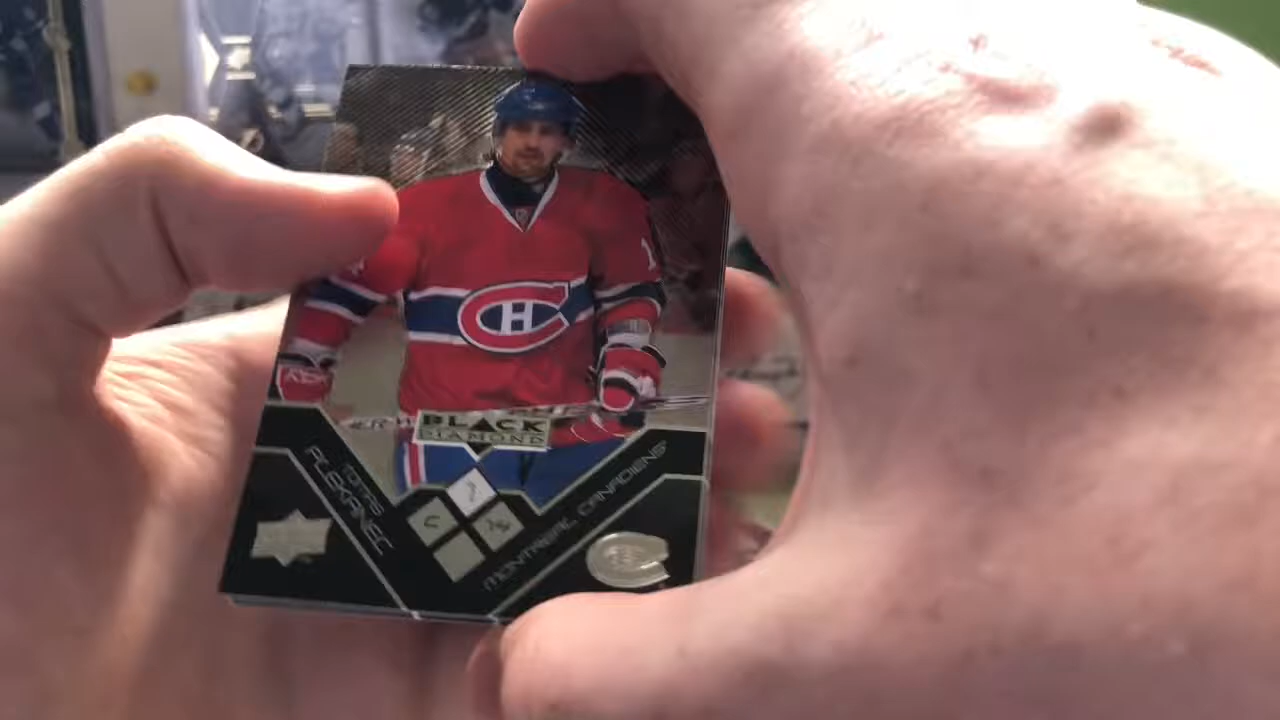 BLACK
DIAMOND
TOMAS
PLEKANEC
MONTREAL CANADIENS
C